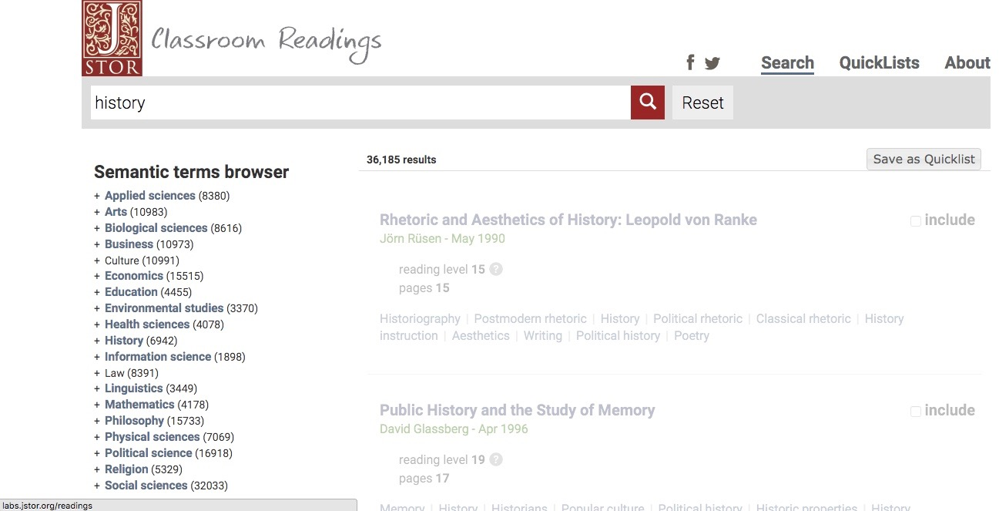 J
STOR
Classroom Readings
Search QuickLists About
history
Reset
Semantic terms browser
+ Applied sciences (8380)
+ Arts (10983)
+ Biological sciences (8616)
+ Business (10973)
+ Culture (10991)
+ Economics (15515)
+ Education (4455)
+ Environmental studies (3370)
+ Health sciences (4078)
+ History (6942)
+ Information science (1898)
+ Law (8391)
+ Linguistics (3449)
+ Mathematics (4178)
+ Philosophy (15733)
+ Physical sciences (7069)
+ Political science (16918)
+ Religion (5329)
+ Social sciences (32033)
36,185 results
Save as Quicklist
Rhetoric and Aesthetics of History: Leopold von Ranke
include
Jörn Rüsen - May 1990
reading level 15 ?
pages 15
Historiography | Postmodern rhetoric | History | Political rhetoric | Classical rhetoric | History
instruction | Aesthetics | Writing | Political history | Poetry
Public History and the Study of Memory
include
David Glassberg - Apr 1996
reading level 19 ?
pages 17
Memory | History | Historians | Popular culture | Political history | Historic properties | History
labs.jstor.org/readings